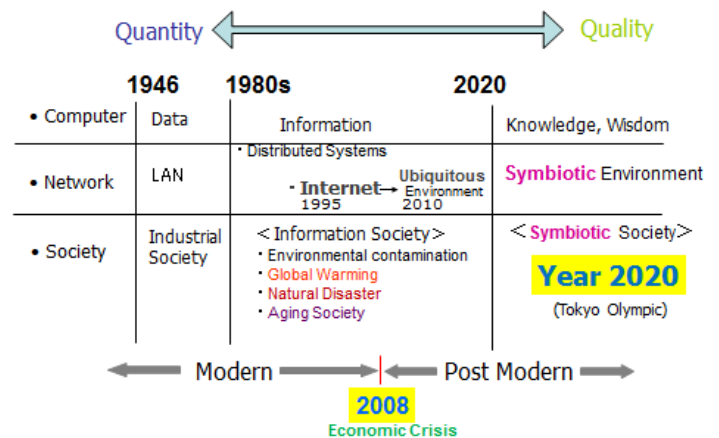 Quantity Quality
1946 1980s 2020
• Computer Data Information Knowledge, Wisdom
• Distributed Systems
• Network LAN • Internet → Ubiquitous Environment Symbiotic Environment
1995 2010
• Society Industrial Society < Information Society > < Symbiotic Society >
• Environmental contamination
• Global Warming
• Natural Disaster
• Aging Society
Year 2020
(Tokyo Olympic)
Modern Post Modern
2008
Economic Crisis